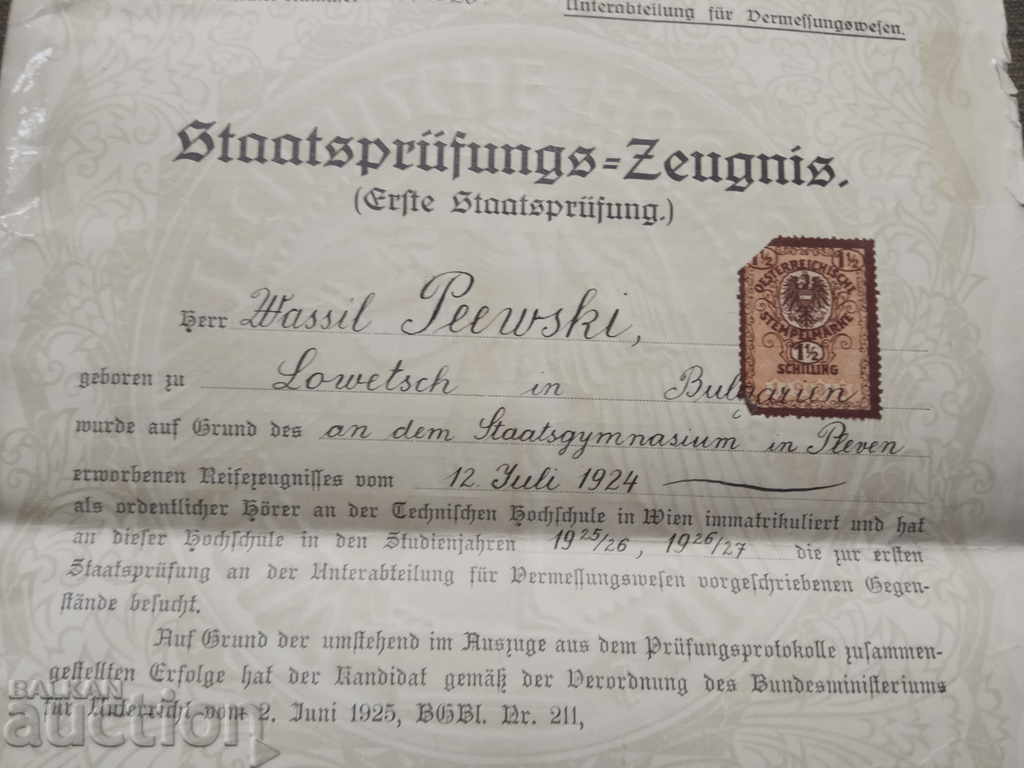 Unterabteilung für Vermessungswesen.
Staatsprüfungs=Zeugnis.
(Erste Staatsprüfung.)
Herr Wassil Peewski,
geboren zu Lowetsch in Bulgarien
wurde auf Grund des an dem Staatsgymnasium in Pleven
erworbenen Reifezeugnisses vom 12. Juli 1924
als ordentlicher Hörer an der Technischen Hochschule in Wien immatrikuliert und hat
an dieser Hochschule in den Studienjahren 1925/26, 1926/27 die zur ersten
Staatsprüfung an der Unterabteilung für Vermessungswesen vorgeschriebenen Gegen-
stände besucht.
Auf Grund der umstehend im Auszuge aus dem Prüfungsprotokolle zusammen-
gestellten Erfolge hat der Kandidat gemäß der Verordnung des Bundesministeriums
für Unterricht vom 2. Juni 1925, BGBl. Nr. 211,
1½ 1½
OESTERREICHISCHE
STEMPELMARKE
1½
SCHILLING
BALKAN
auction